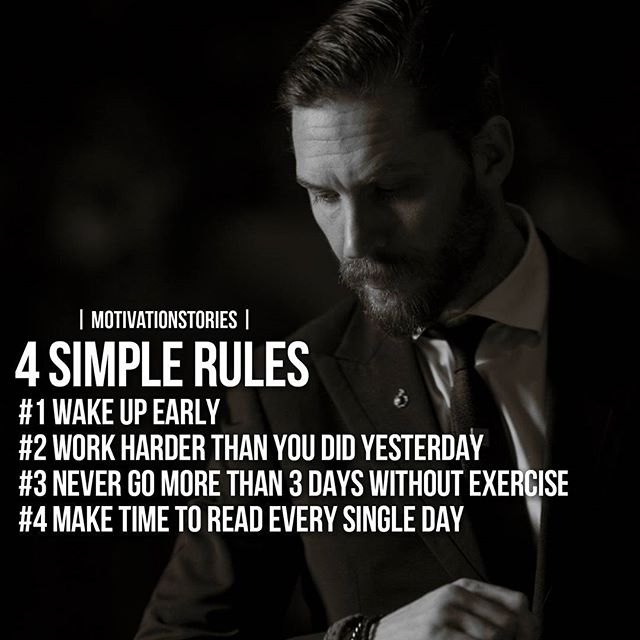 | MOTIVATIONSTORIES |
4 SIMPLE RULES
#1 WAKE UP EARLY
#2 WORK HARDER THAN YOU DID YESTERDAY
#3 NEVER GO MORE THAN 3 DAYS WITHOUT EXERCISE
#4 MAKE TIME TO READ EVERY SINGLE DAY